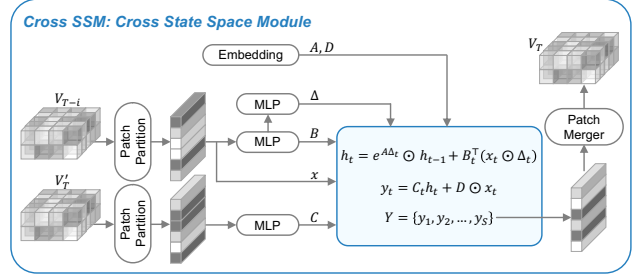 Cross SSM: Cross State Space Module
Embedding
A, D
V_T
V_{T−i}
Patch Partition
MLP
Δ
MLP
B
Patch Merger
h_t = e^{AΔ_t} ⊙ h_{t−1} + B_t^⊤(x_t ⊙ Δ_t)
x
y_t = C_t h_t + D ⊙ x_t
V′_T
Patch Partition
MLP
C
Y = {y_1, y_2, …, y_S}